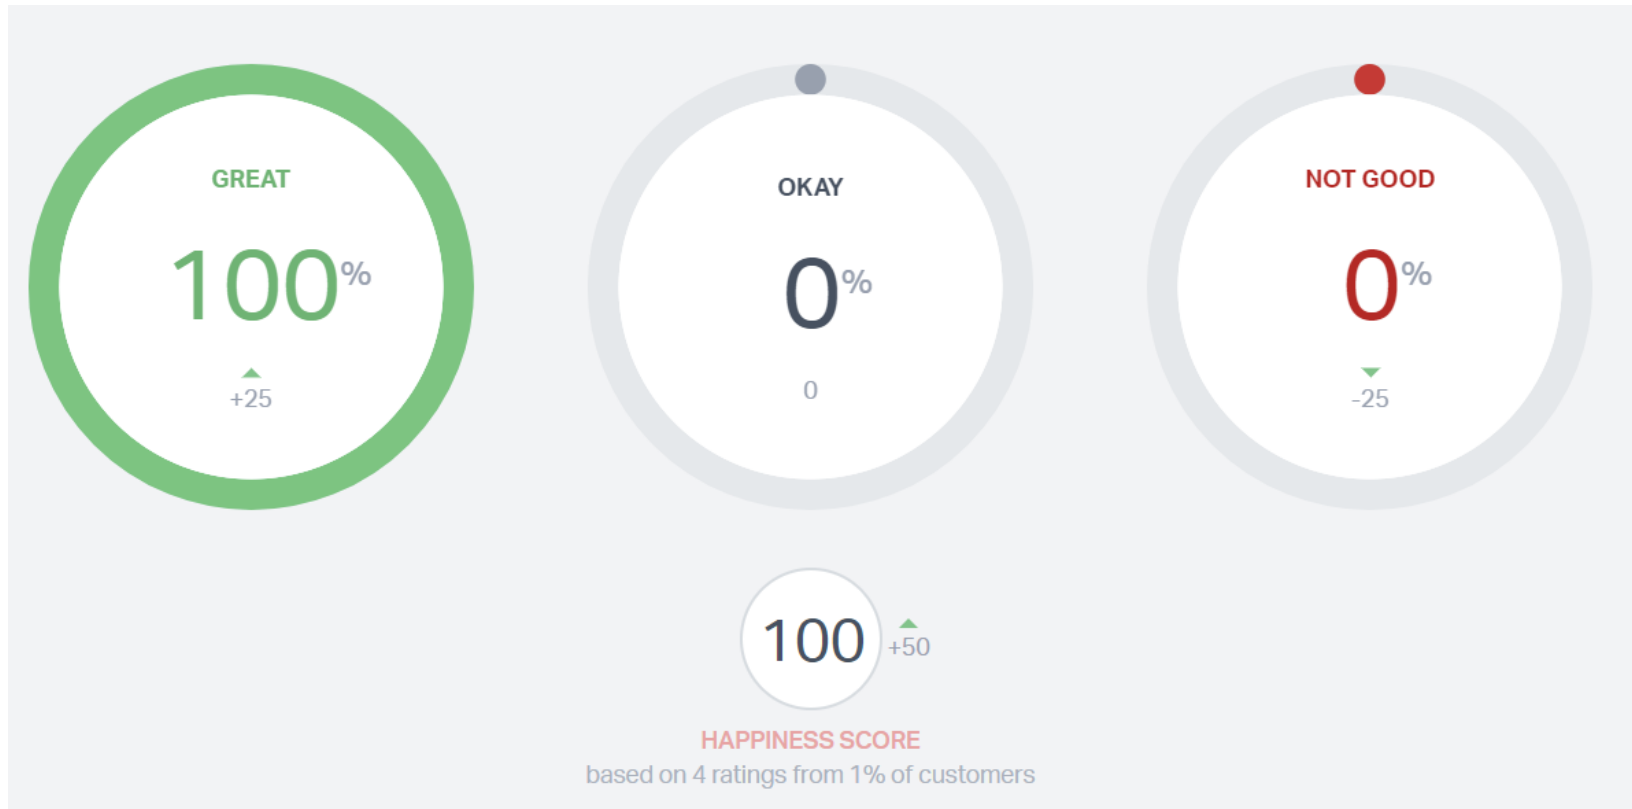 GREAT
100%
+25
OKAY
0%
0
NOT GOOD
0%
-25
100
+50
HAPPINESS SCORE
based on 4 ratings from 1% of customers